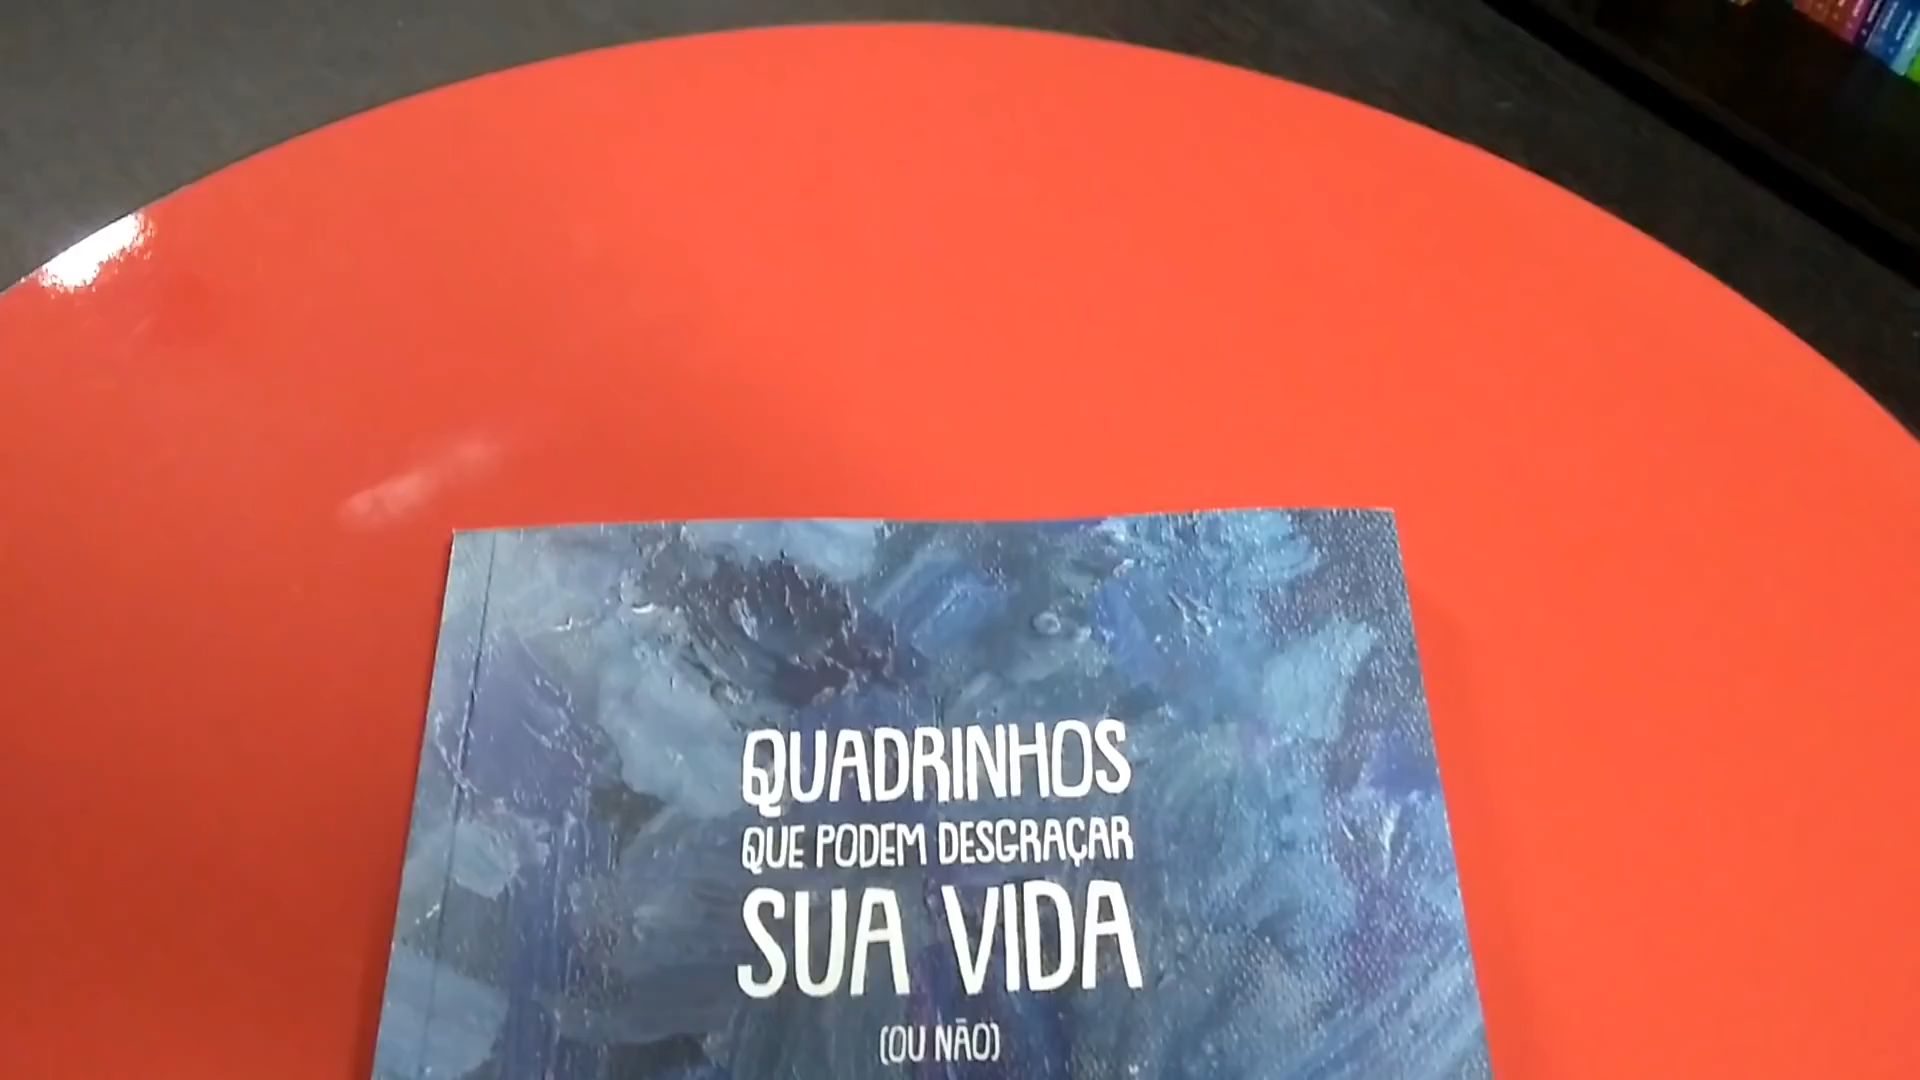 QUADRINHOS
QUE PODEM DESGRAÇAR
SUA VIDA
(OU NÃO)